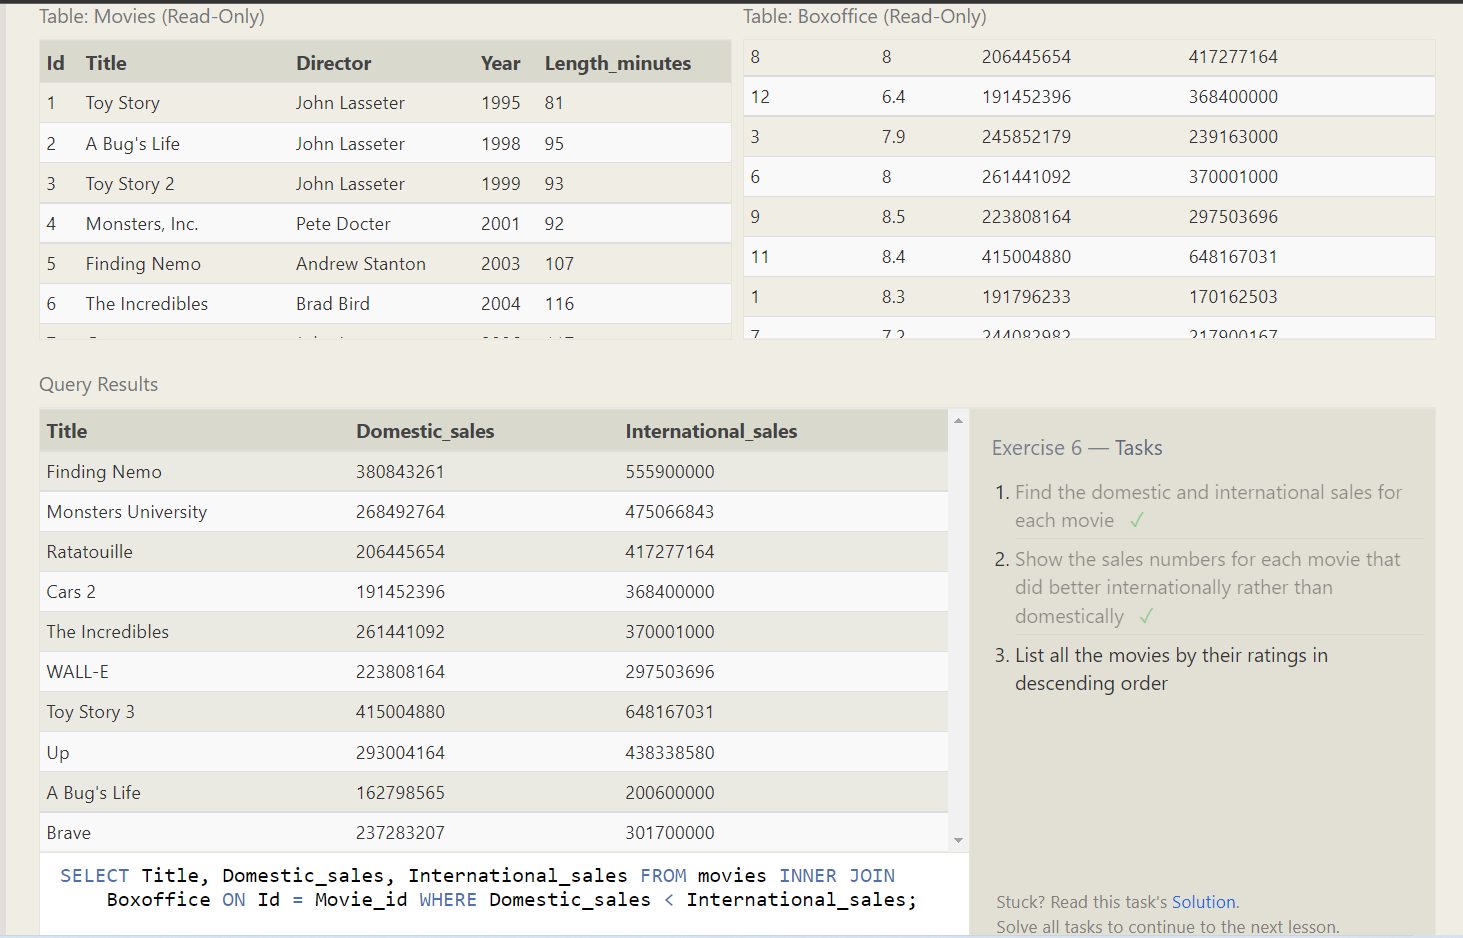 Table: Movies (Read-Only)
Id Title Director Year Length_minutes
1 Toy Story John Lasseter 1995 81
2 A Bug's Life John Lasseter 1998 95
3 Toy Story 2 John Lasseter 1999 93
4 Monsters, Inc. Pete Docter 2001 92
5 Finding Nemo Andrew Stanton 2003 107
6 The Incredibles Brad Bird 2004 116
Table: Boxoffice (Read-Only)
8 8 206445654 417277164
12 6.4 191452396 368400000
3 7.9 245852179 239163000
6 8 261441092 370001000
9 8.5 223808164 297503696
11 8.4 415004880 648167031
1 8.3 191796233 170162503
7 7.2 244082982 217900167
Query Results
Title Domestic_sales International_sales
Finding Nemo 380843261 555900000
Monsters University 268492764 475066843
Ratatouille 206445654 417277164
Cars 2 191452396 368400000
The Incredibles 261441092 370001000
WALL-E 223808164 297503696
Toy Story 3 415004880 648167031
Up 293004164 438338580
A Bug's Life 162798565 200600000
Brave 237283207 301700000
SELECT Title, Domestic_sales, International_sales FROM movies INNER JOIN
Boxoffice ON Id = Movie_id WHERE Domestic_sales < International_sales;
Exercise 6 — Tasks
1. Find the domestic and international sales for
each movie ✓
2. Show the sales numbers for each movie that
did better internationally rather than
domestically ✓
3. List all the movies by their ratings in
descending order
Stuck? Read this task's Solution.
Solve all tasks to continue to the next lesson.